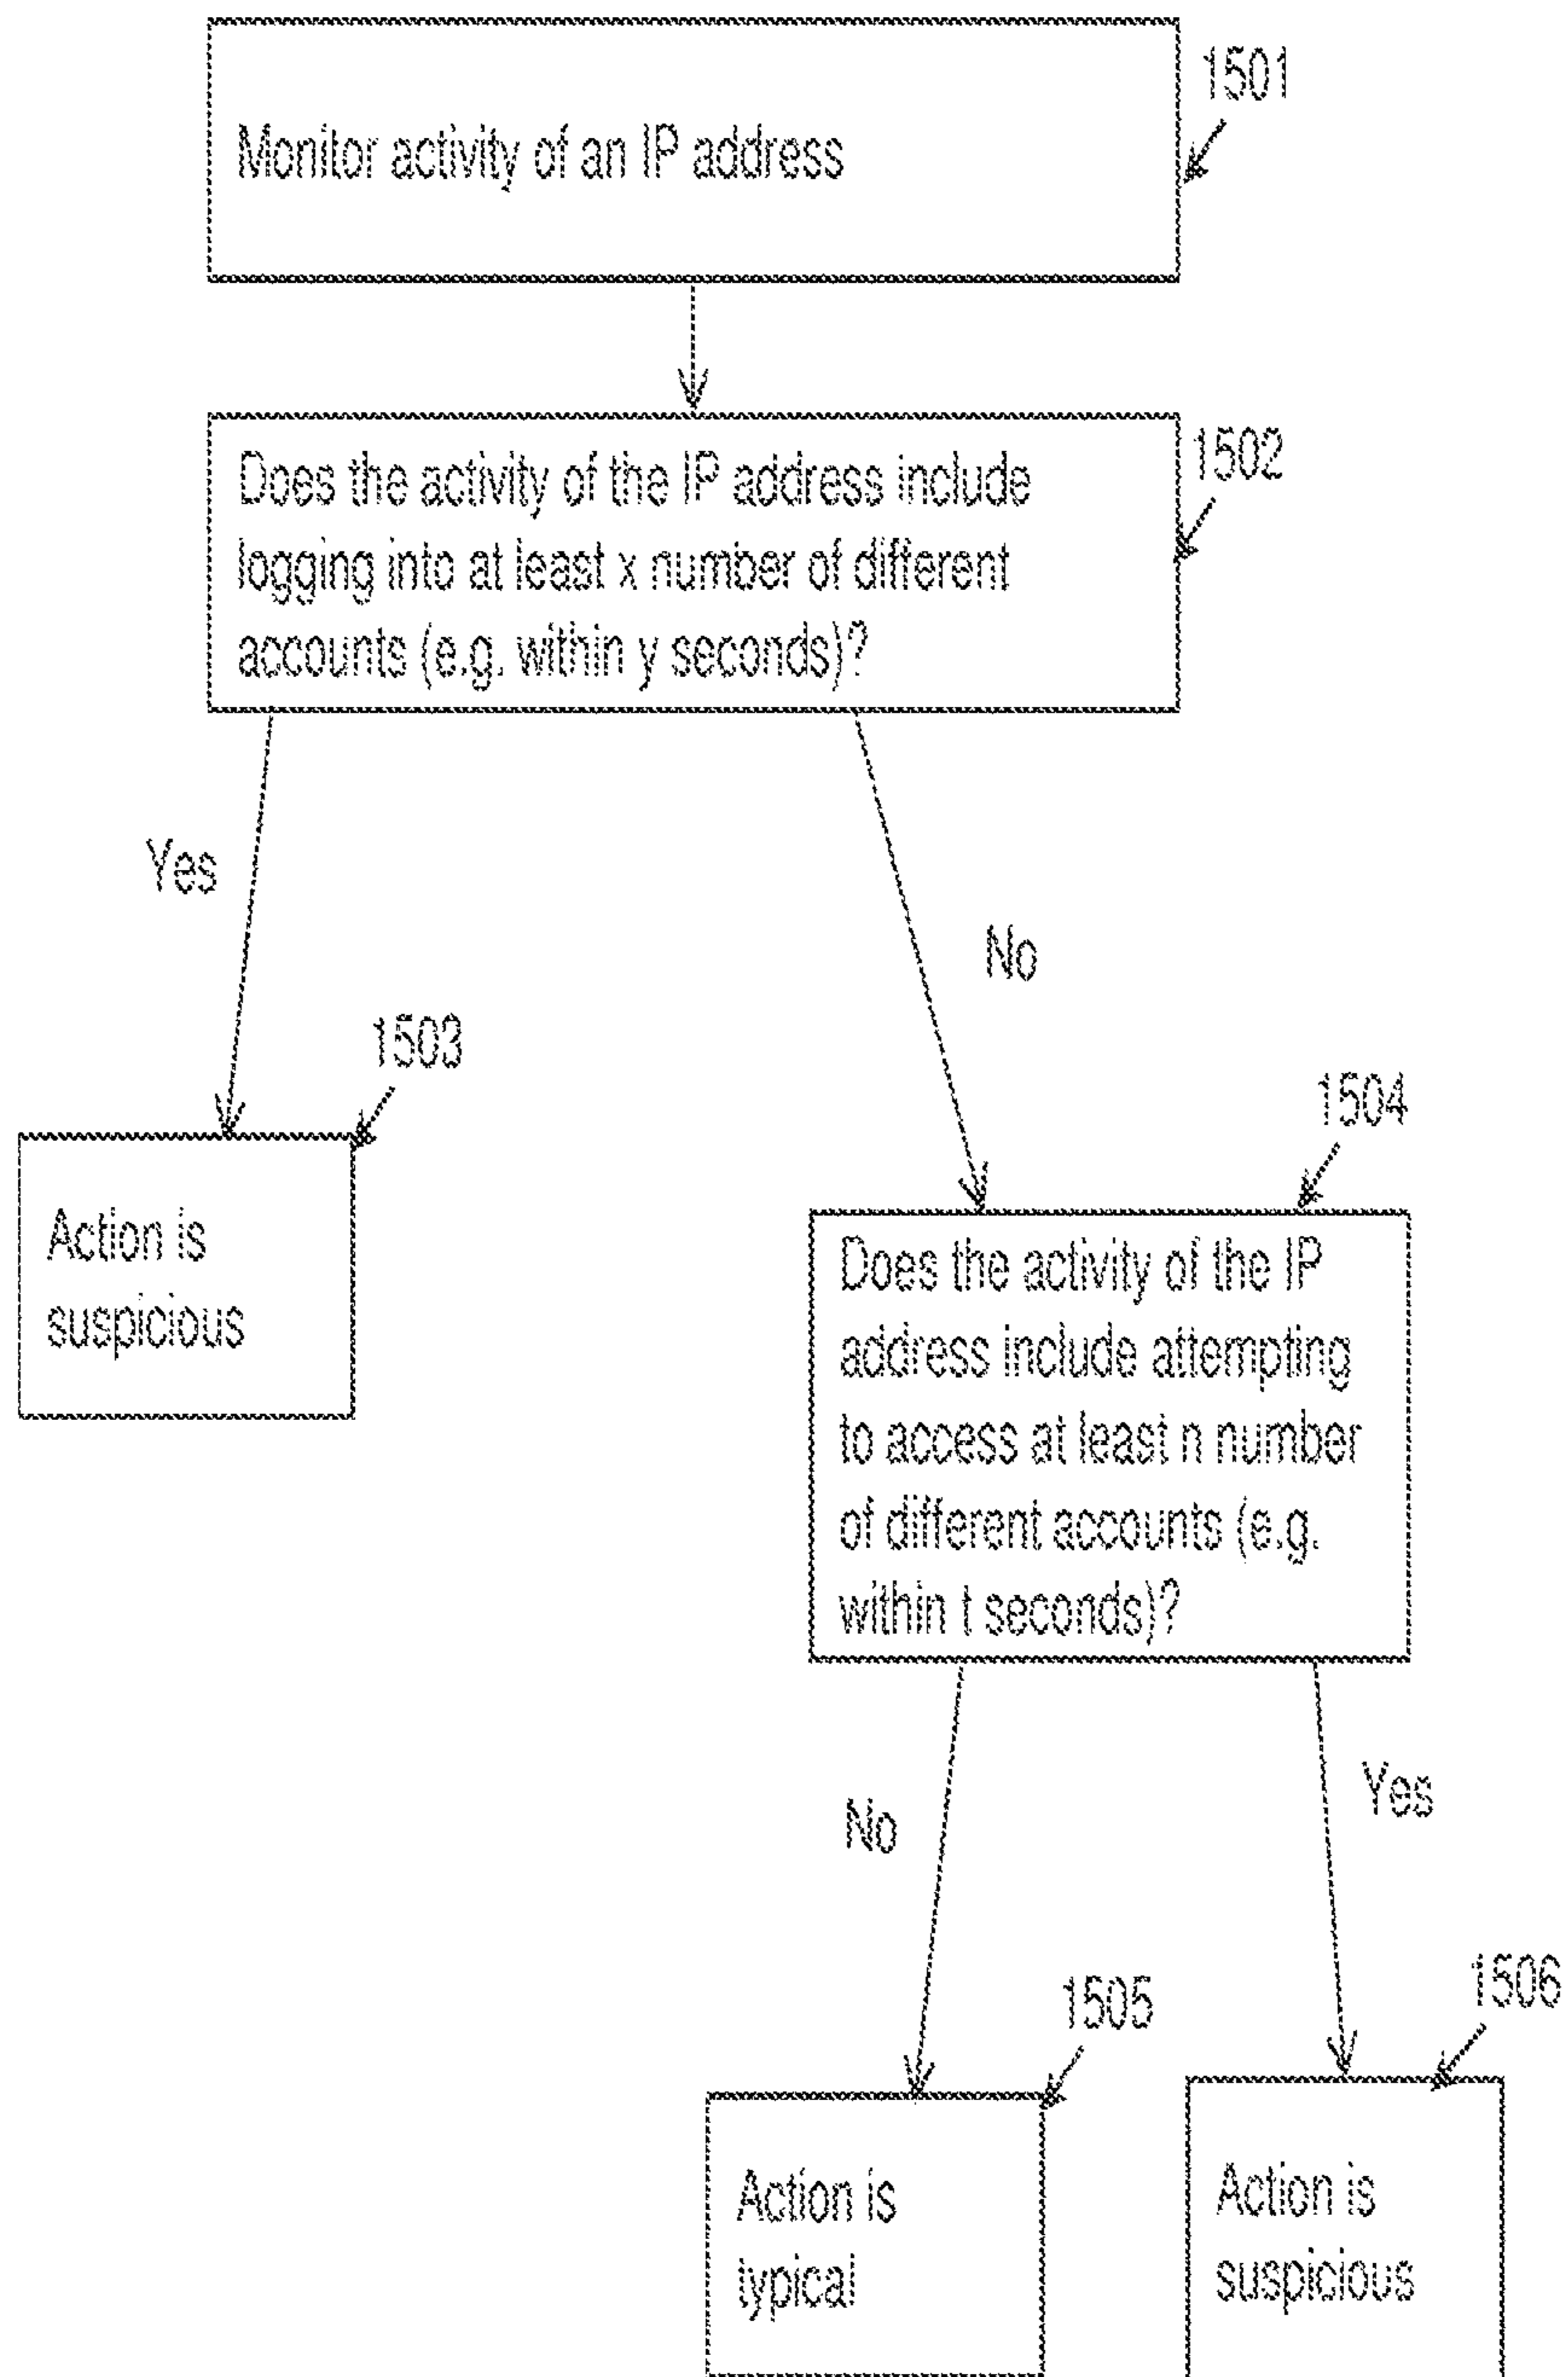 1501
Monitor activity of an IP address
1502
Does the activity of the IP address include
logging into at least x number of different
accounts (e.g. within y seconds)?
Yes
No
1503
Action is
suspicious
1504
Does the activity of the IP
address include attempting
to access at least n number
of different accounts (e.g.
within t seconds)?
No
Yes
1505
Action is
typical
1506
Action is
suspicious